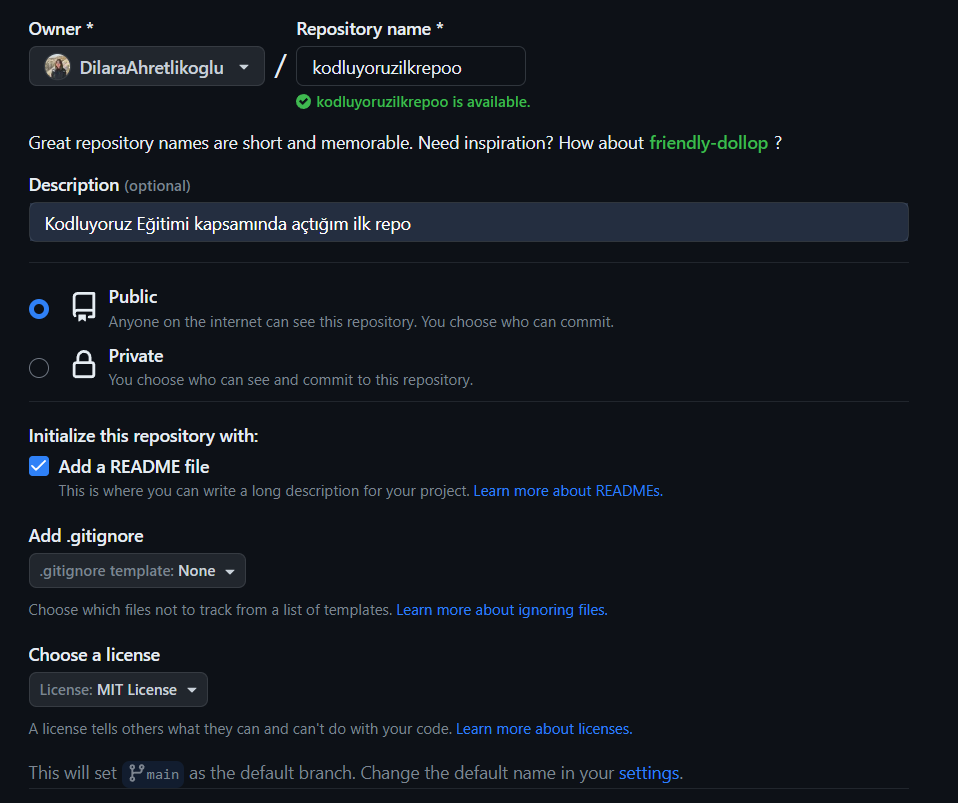 Owner * Repository name *
DilaraAhretlikoglu / kodluyoruzilkrepoo
kodluyoruzilkrepoo is available.
Great repository names are short and memorable. Need inspiration? How about friendly-dollop ?
Description (optional)
Kodluyoruz Eğitimi kapsamında açtığım ilk repo
Public
Anyone on the internet can see this repository. You choose who can commit.
Private
You choose who can see and commit to this repository.
Initialize this repository with:
Add a README file
This is where you can write a long description for your project. Learn more about READMEs.
Add .gitignore
.gitignore template: None
Choose which files not to track from a list of templates. Learn more about ignoring files.
Choose a license
License: MIT License
A license tells others what they can and can't do with your code. Learn more about licenses.
This will set main as the default branch. Change the default name in your settings.